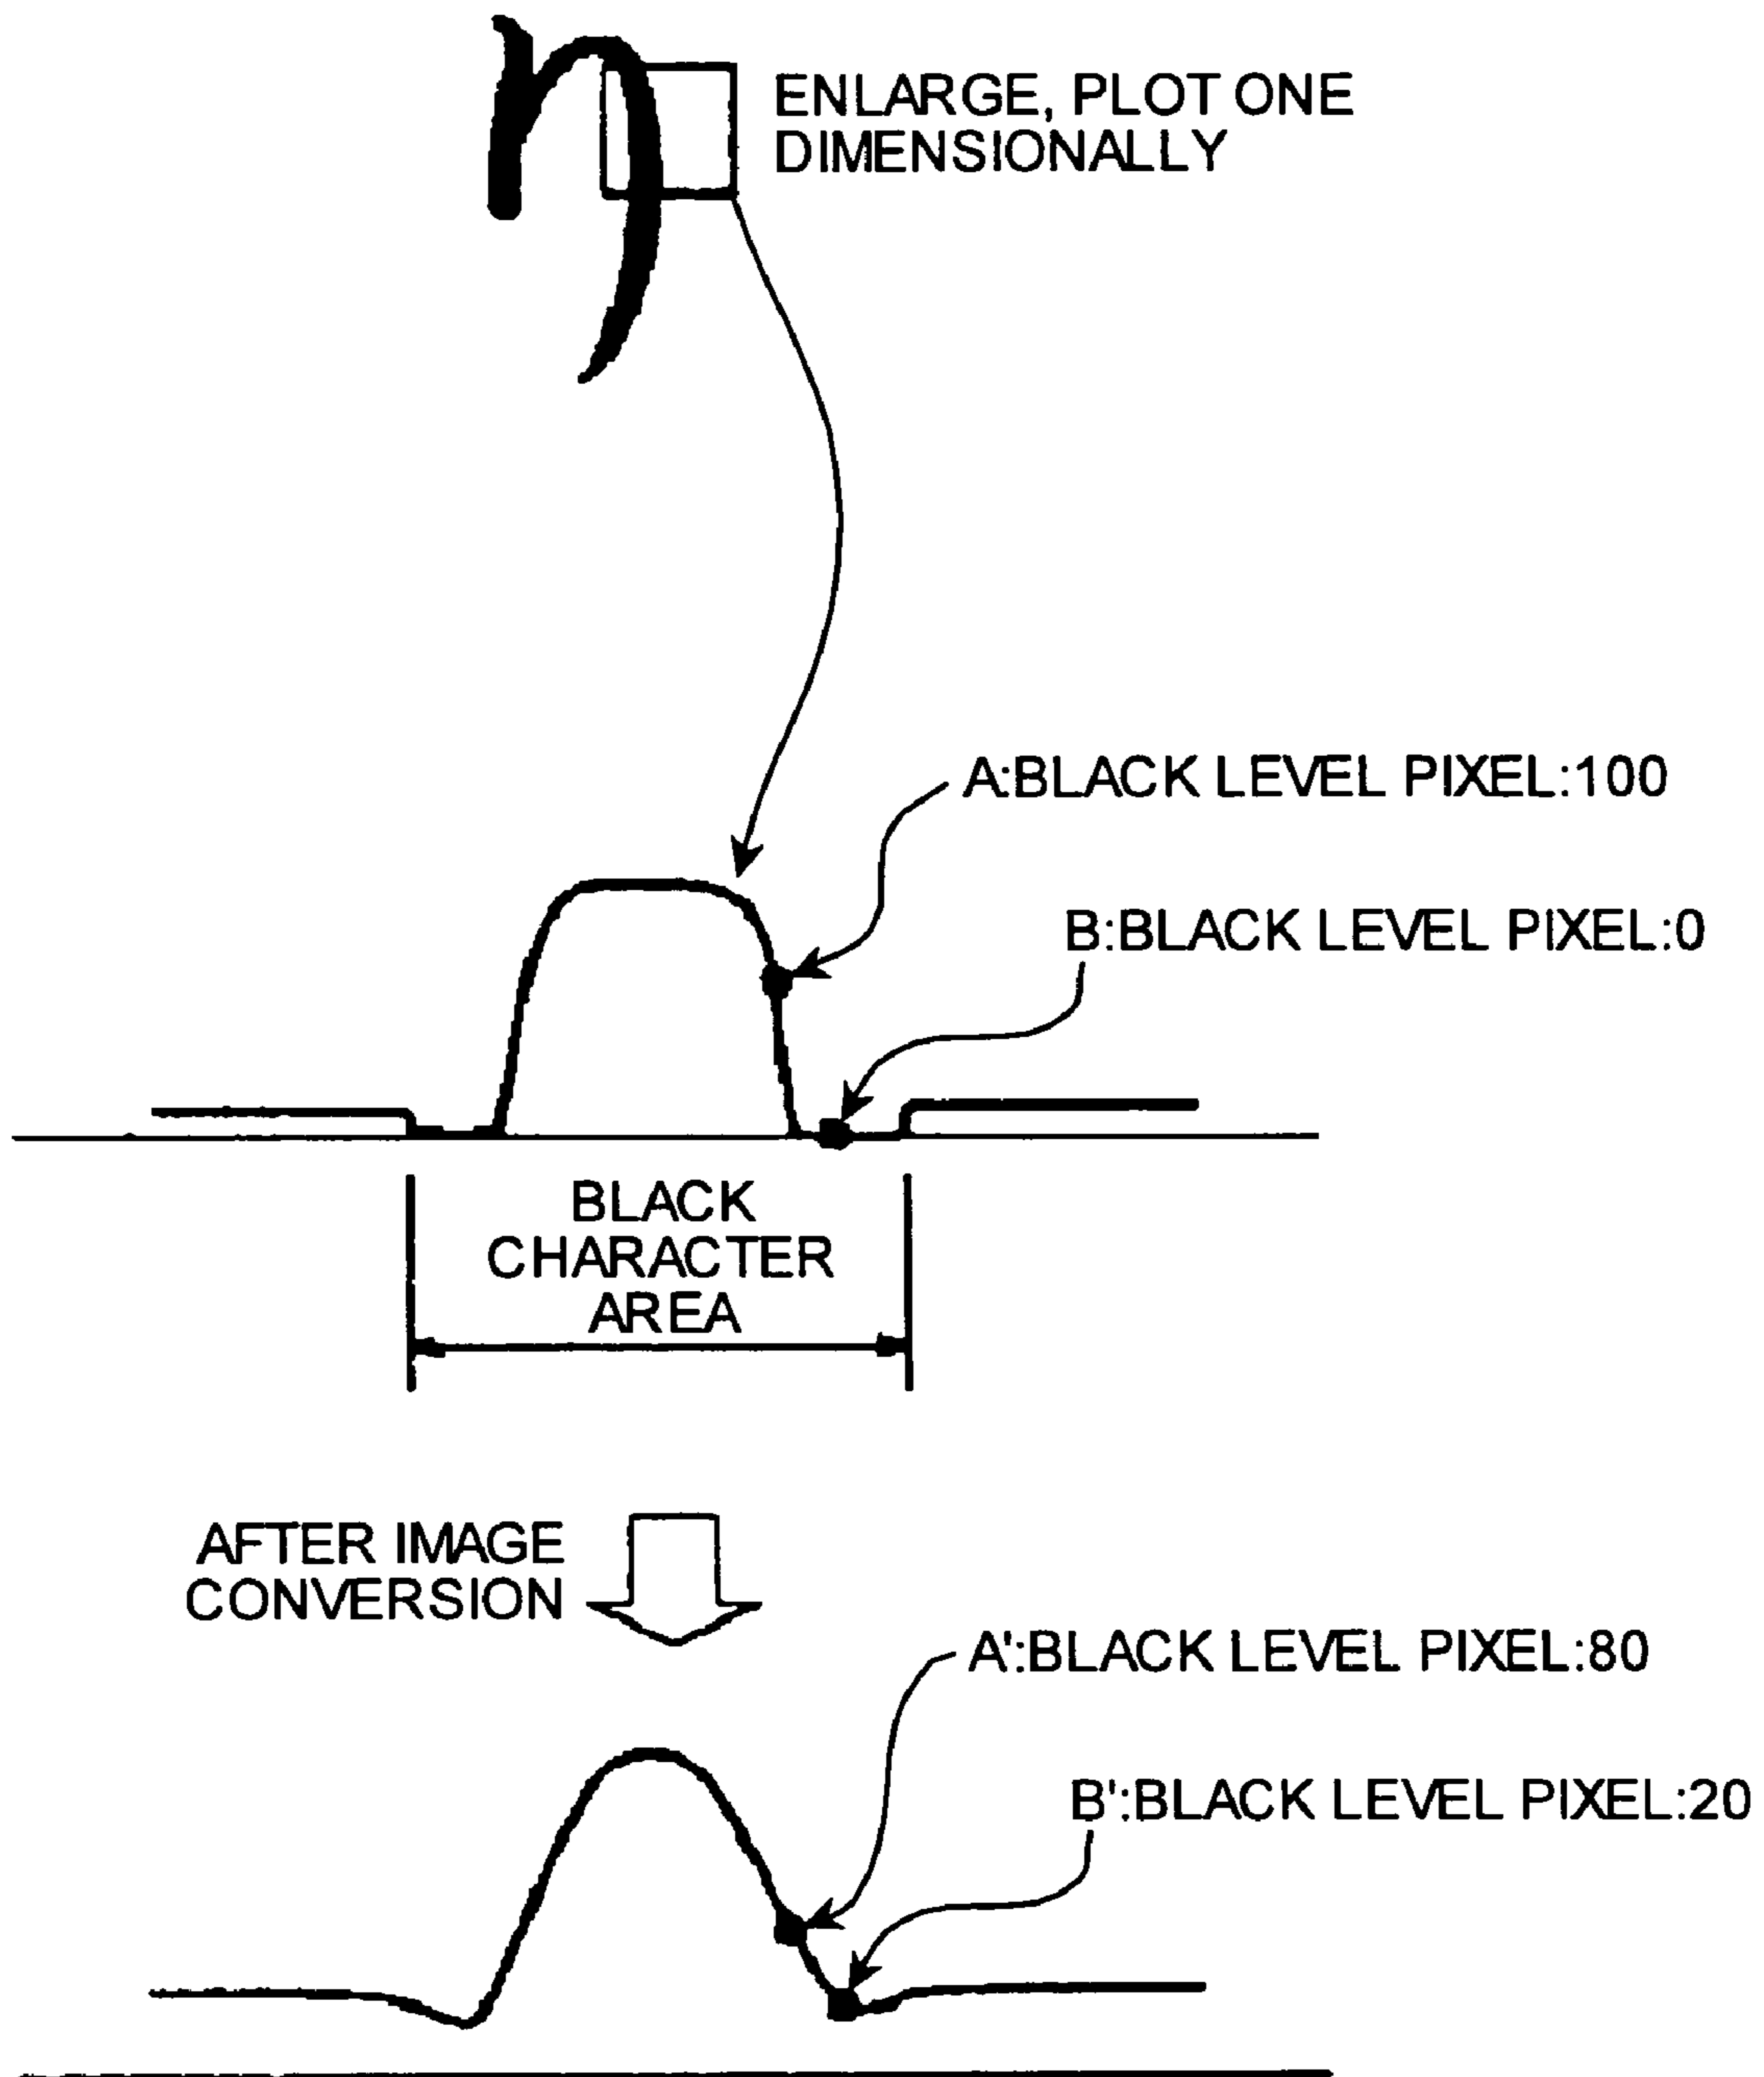 η
ENLARGE, PLOT ONE
DIMENSIONALLY
A:BLACK LEVEL PIXEL:100
B:BLACK LEVEL PIXEL:0
BLACK
CHARACTER
AREA
AFTER IMAGE
CONVERSION
A':BLACK LEVEL PIXEL:80
B':BLACK LEVEL PIXEL:20